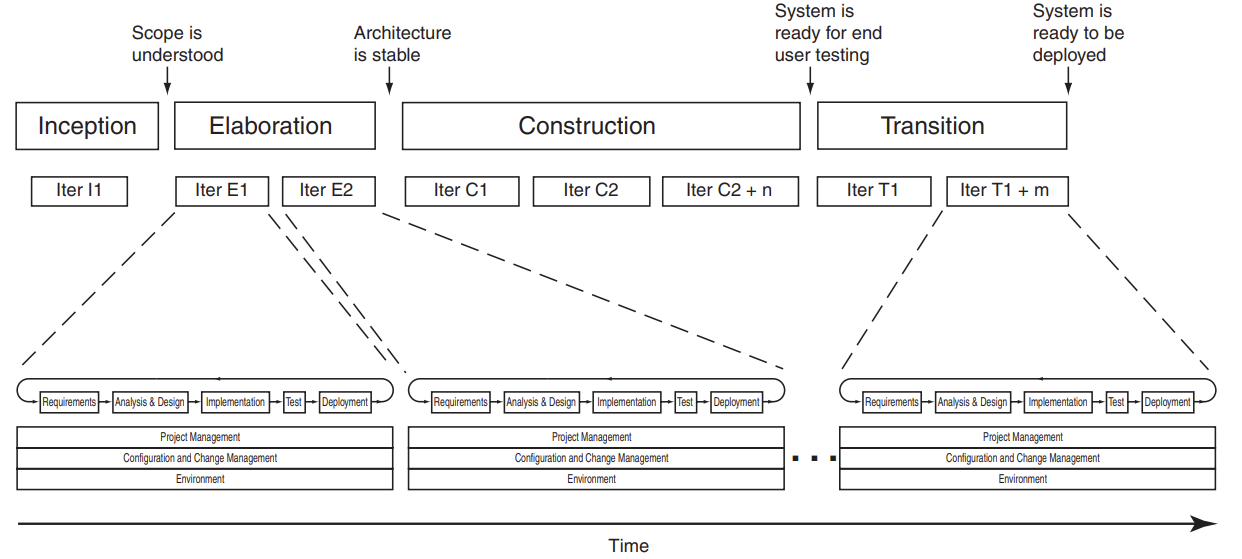 Scope is
understood
Architecture
is stable
System is
ready for end
user testing
System is
ready to be
deployed
Inception
Elaboration
Construction
Transition
Iter I1
Iter E1
Iter E2
Iter C1
Iter C2
Iter C2 + n
Iter T1
Iter T1 + m
Requirements
Analysis & Design
Implementation
Test
Deployment
Project Management
Configuration and Change Management
Environment
Requirements
Analysis & Design
Implementation
Test
Deployment
Project Management
Configuration and Change Management
Environment
. . .
Requirements
Analysis & Design
Implementation
Test
Deployment
Project Management
Configuration and Change Management
Environment
Time